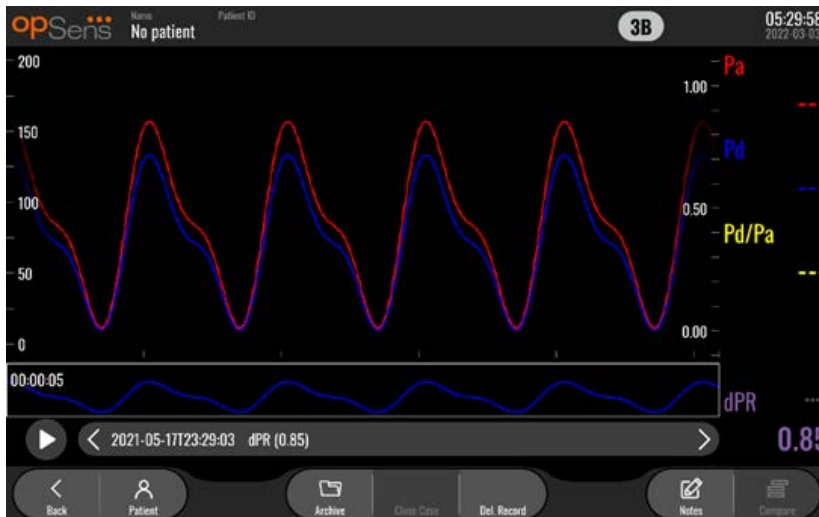 opSens
Name
No patient
Patient ID
3B
05:29:58
2022-03-03
200
150
100
50
0
1.00
0.50
0.00
Pa
--
Pd
--
Pd/Pa
--
00:00:05
dPR
---
2021-05-17T23:29:03 dPR (0.85)
0.85
Back
Patient
Archive
Close Case
Del. Record
Notes
Compare